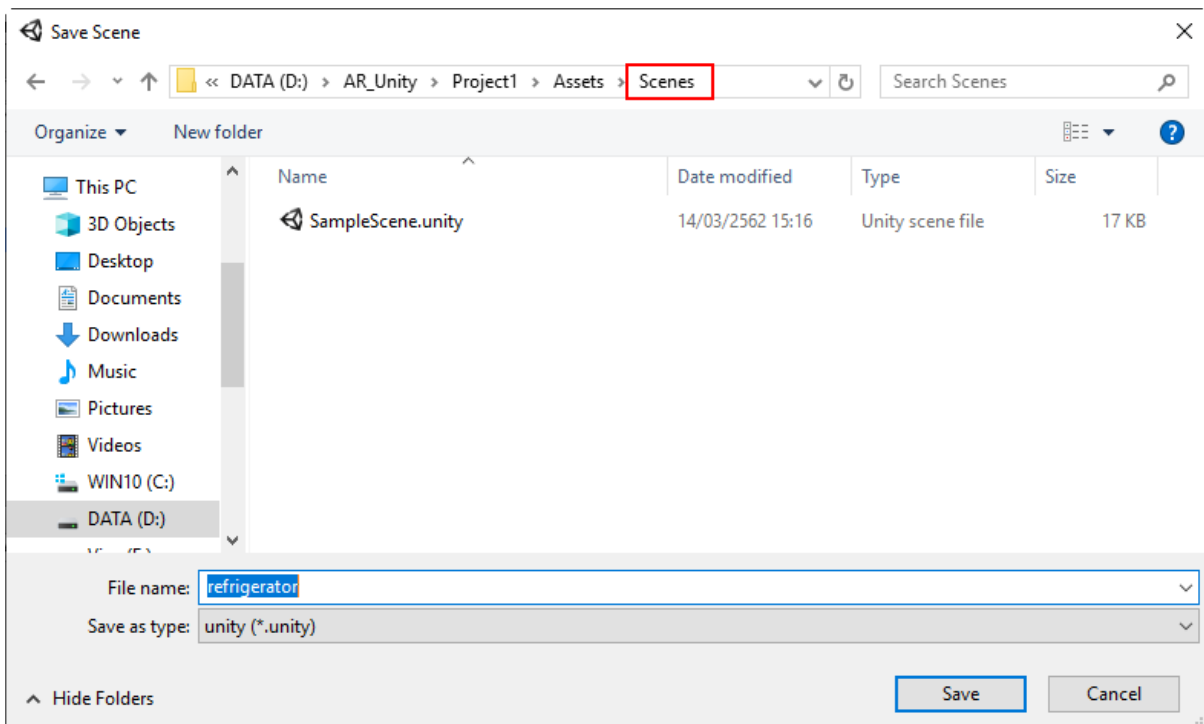 Save Scene
« DATA (D:) › AR_Unity › Project1 › Assets › Scenes
Search Scenes
Organize
New folder
?
Name
Date modified
Type
Size
SampleScene.unity
14/03/2562 15:16
Unity scene file
17 KB
This PC
3D Objects
Desktop
Documents
Downloads
Music
Pictures
Videos
WIN10 (C:)
DATA (D:)
File name: refrigerator
Save as type: unity (*.unity)
Hide Folders
Save
Cancel